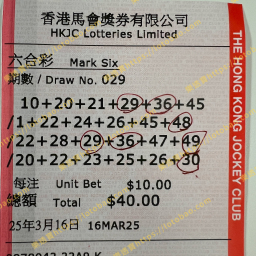 香港馬會獎券有限公司
HKJC Lotteries Limited
六合彩 Mark Six
期數 / Draw No. 029
10+20+21+29+36+45
/1+22+24+26+45+48
/22+28+29+36+47+49
/20+22+23+25+26+30
每注 Unit Bet $10.00
總額 Total $40.00
25年3月16日 16MAR25
THE HONG KONG JOCKEY CLUB